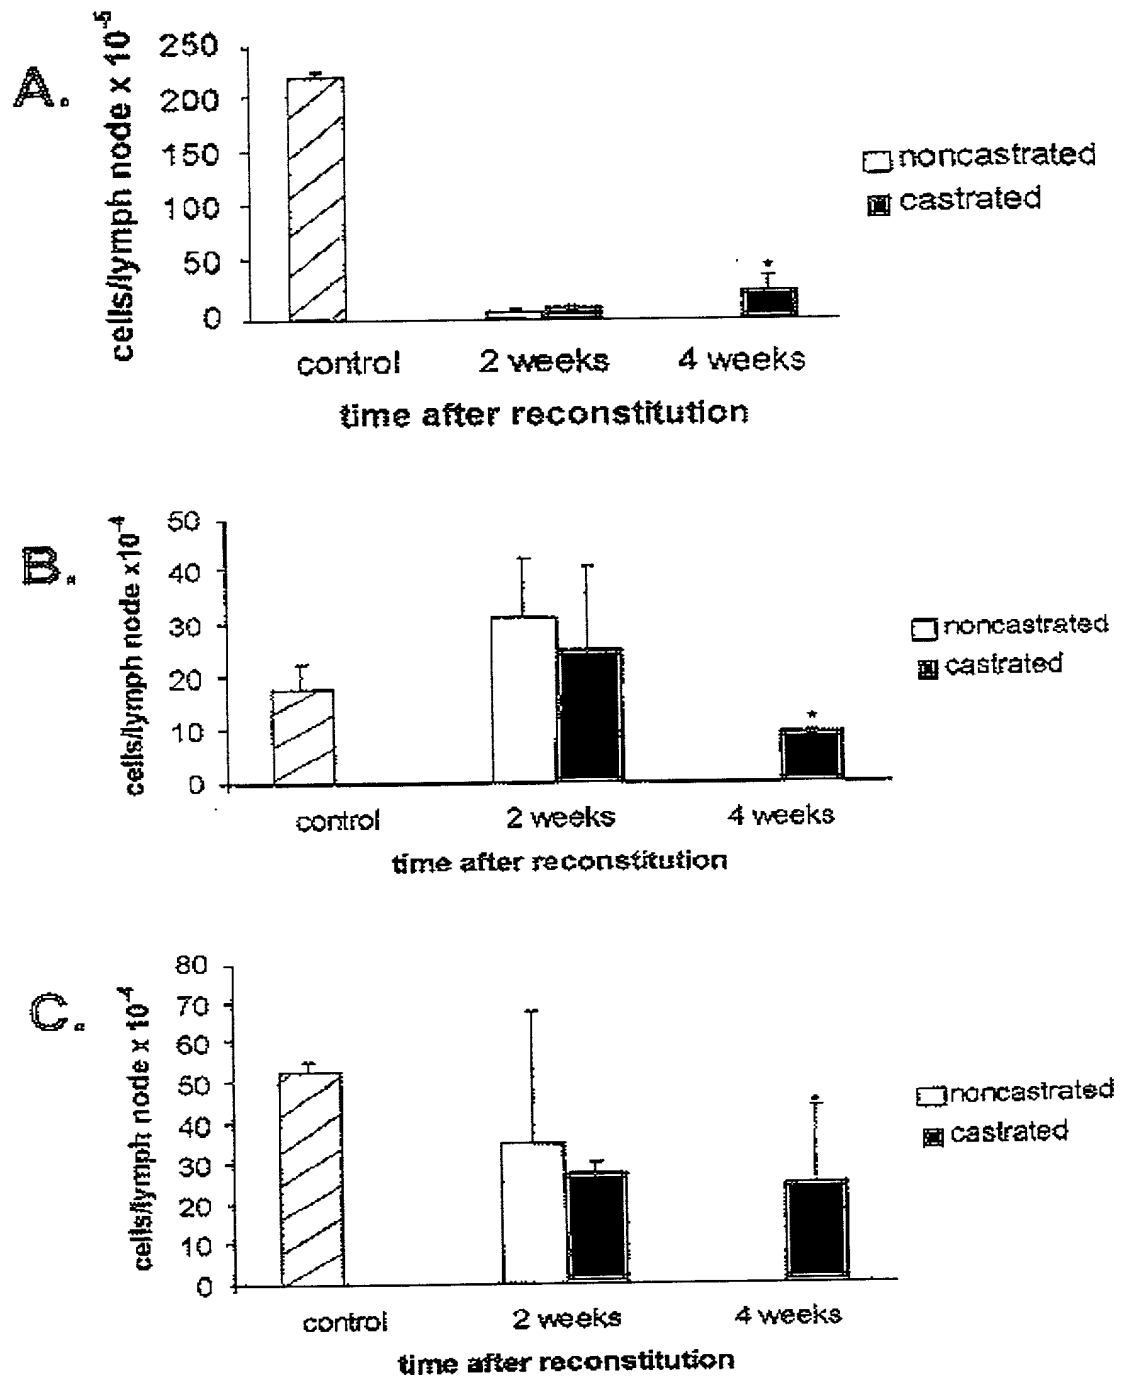 A.
cells/lymph node x 10⁻⁵
250
200
150
100
50
0
*
noncastrated
castrated
control 2 weeks 4 weeks
time after reconstitution
B.
cells/lymph node x10⁻⁴
50
40
30
20
10
0
*
noncastrated
castrated
control 2 weeks 4 weeks
time after reconstitution
C.
cells/lymph node x 10⁻⁴
80
70
60
50
40
30
20
10
0
noncastrated
castrated
control 2 weeks 4 weeks
time after reconstitution